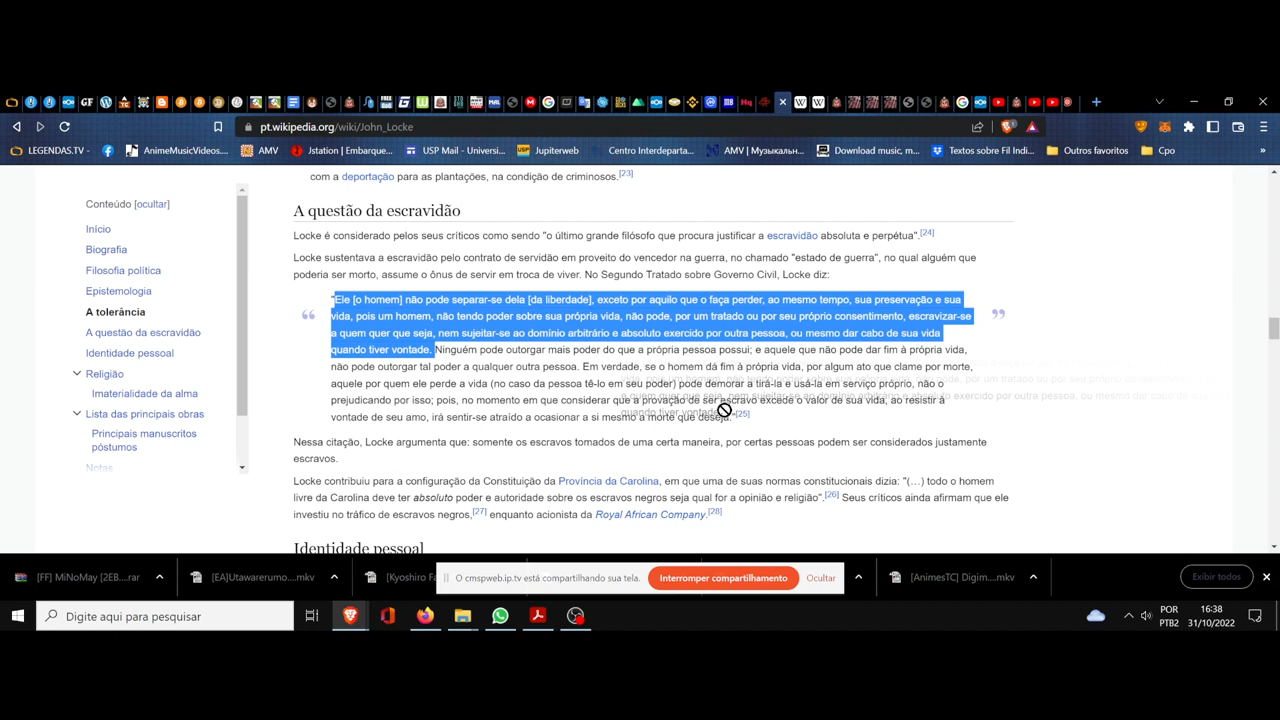 pt.wikipedia.org/wiki/John_Locke
LEGENDAS.TV - Su...
AnimeMusicVideos...
AMV
Jstation | Embarque...
USP Mail - Universi...
Jupiterweb
Centro Interdeparta...
AMV | Музыкальн...
Download music, m...
Textos sobre Fil Indi...
Outros favoritos
Cpo
com a deportação para as plantações, na condição de criminosos.[23]
Conteúdo [ocultar]
Início
Biografia
Filosofia política
Epistemologia
A tolerância
A questão da escravidão
Identidade pessoal
Religião
Imaterialidade da alma
Lista das principais obras
Principais manuscritos
póstumos
Notas
A questão da escravidão
Locke é considerado pelos seus críticos como sendo "o último grande filósofo que procura justificar a escravidão absoluta e perpétua".[24]
Locke sustentava a escravidão pelo contrato de servidão em proveito do vencedor na guerra, no chamado "estado de guerra", no qual alguém que
poderia ser morto, assume o ônus de servir em troca de viver. No Segundo Tratado sobre Governo Civil, Locke diz:
"Ele [o homem] não pode separar-se dela [da liberdade], exceto por aquilo que o faça perder, ao mesmo tempo, sua preservação e sua
vida, pois um homem, não tendo poder sobre sua própria vida, não pode, por um tratado ou por seu próprio consentimento, escravizar-se
a quem quer que seja, nem sujeitar-se ao domínio arbitrário e absoluto exercido por outra pessoa, ou mesmo dar cabo de sua vida
quando tiver vontade. Ninguém pode outorgar mais poder do que a própria pessoa possui; e aquele que não pode dar fim à própria vida,
não pode outorgar tal poder a qualquer outra pessoa. Em verdade, se o homem dá fim à própria vida, por algum ato que clame por morte,
aquele por quem ele perde a vida (no caso da pessoa tê-lo em seu poder) pode demorar a tirá-la e usá-la em serviço próprio, não o
prejudicando por isso; pois, no momento em que considerar que a provação de ser escravo excede o valor de sua vida, ao resistir à
vontade de seu amo, irá sentir-se atraído a ocasionar a si mesmo a morte que deseja."[25]
Nessa citação, Locke argumenta que: somente os escravos tomados de uma certa maneira, por certas pessoas podem ser considerados justamente
escravos.
Locke contribuiu para a configuração da Constituição da Província da Carolina, em que uma de suas normas constitucionais dizia: "(…) todo o homem
livre da Carolina deve ter absoluto poder e autoridade sobre os escravos negros seja qual for a opinião e religião".[26] Seus críticos ainda afirmam que ele
investiu no tráfico de escravos negros,[27] enquanto acionista da Royal African Company.[28]
Identidade pessoal
[FF] MiNoMay [2EB....rar
[EA]Utawarerumo....mkv
[Kyoshiro Fa
O cmspweb.ip.tv está compartilhando sua tela.
Interromper compartilhamento
Ocultar
[AnimesTC] Digim....mkv
Exibir todos
Digite aqui para pesquisar
POR
PTB2
16:38
31/10/2022